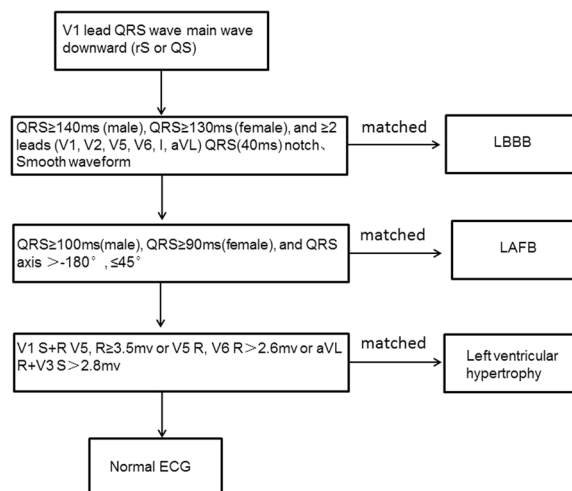 V1 lead QRS wave main wave
downward (rS or QS)
QRS≥140ms (male), QRS≥130ms (female), and ≥2
leads (V1, V2, V5, V6, I, aVL) QRS(40ms) notch、
Smooth waveform
matched
LBBB
QRS≥100ms(male), QRS≥90ms(female), and QRS
axis ＞-180°, ≤45°
matched
LAFB
V1 S+R V5, R≥3.5mv or V5 R, V6 R＞2.6mv or aVL
R+V3 S＞2.8mv
matched
Left ventricular
hypertrophy
Normal ECG